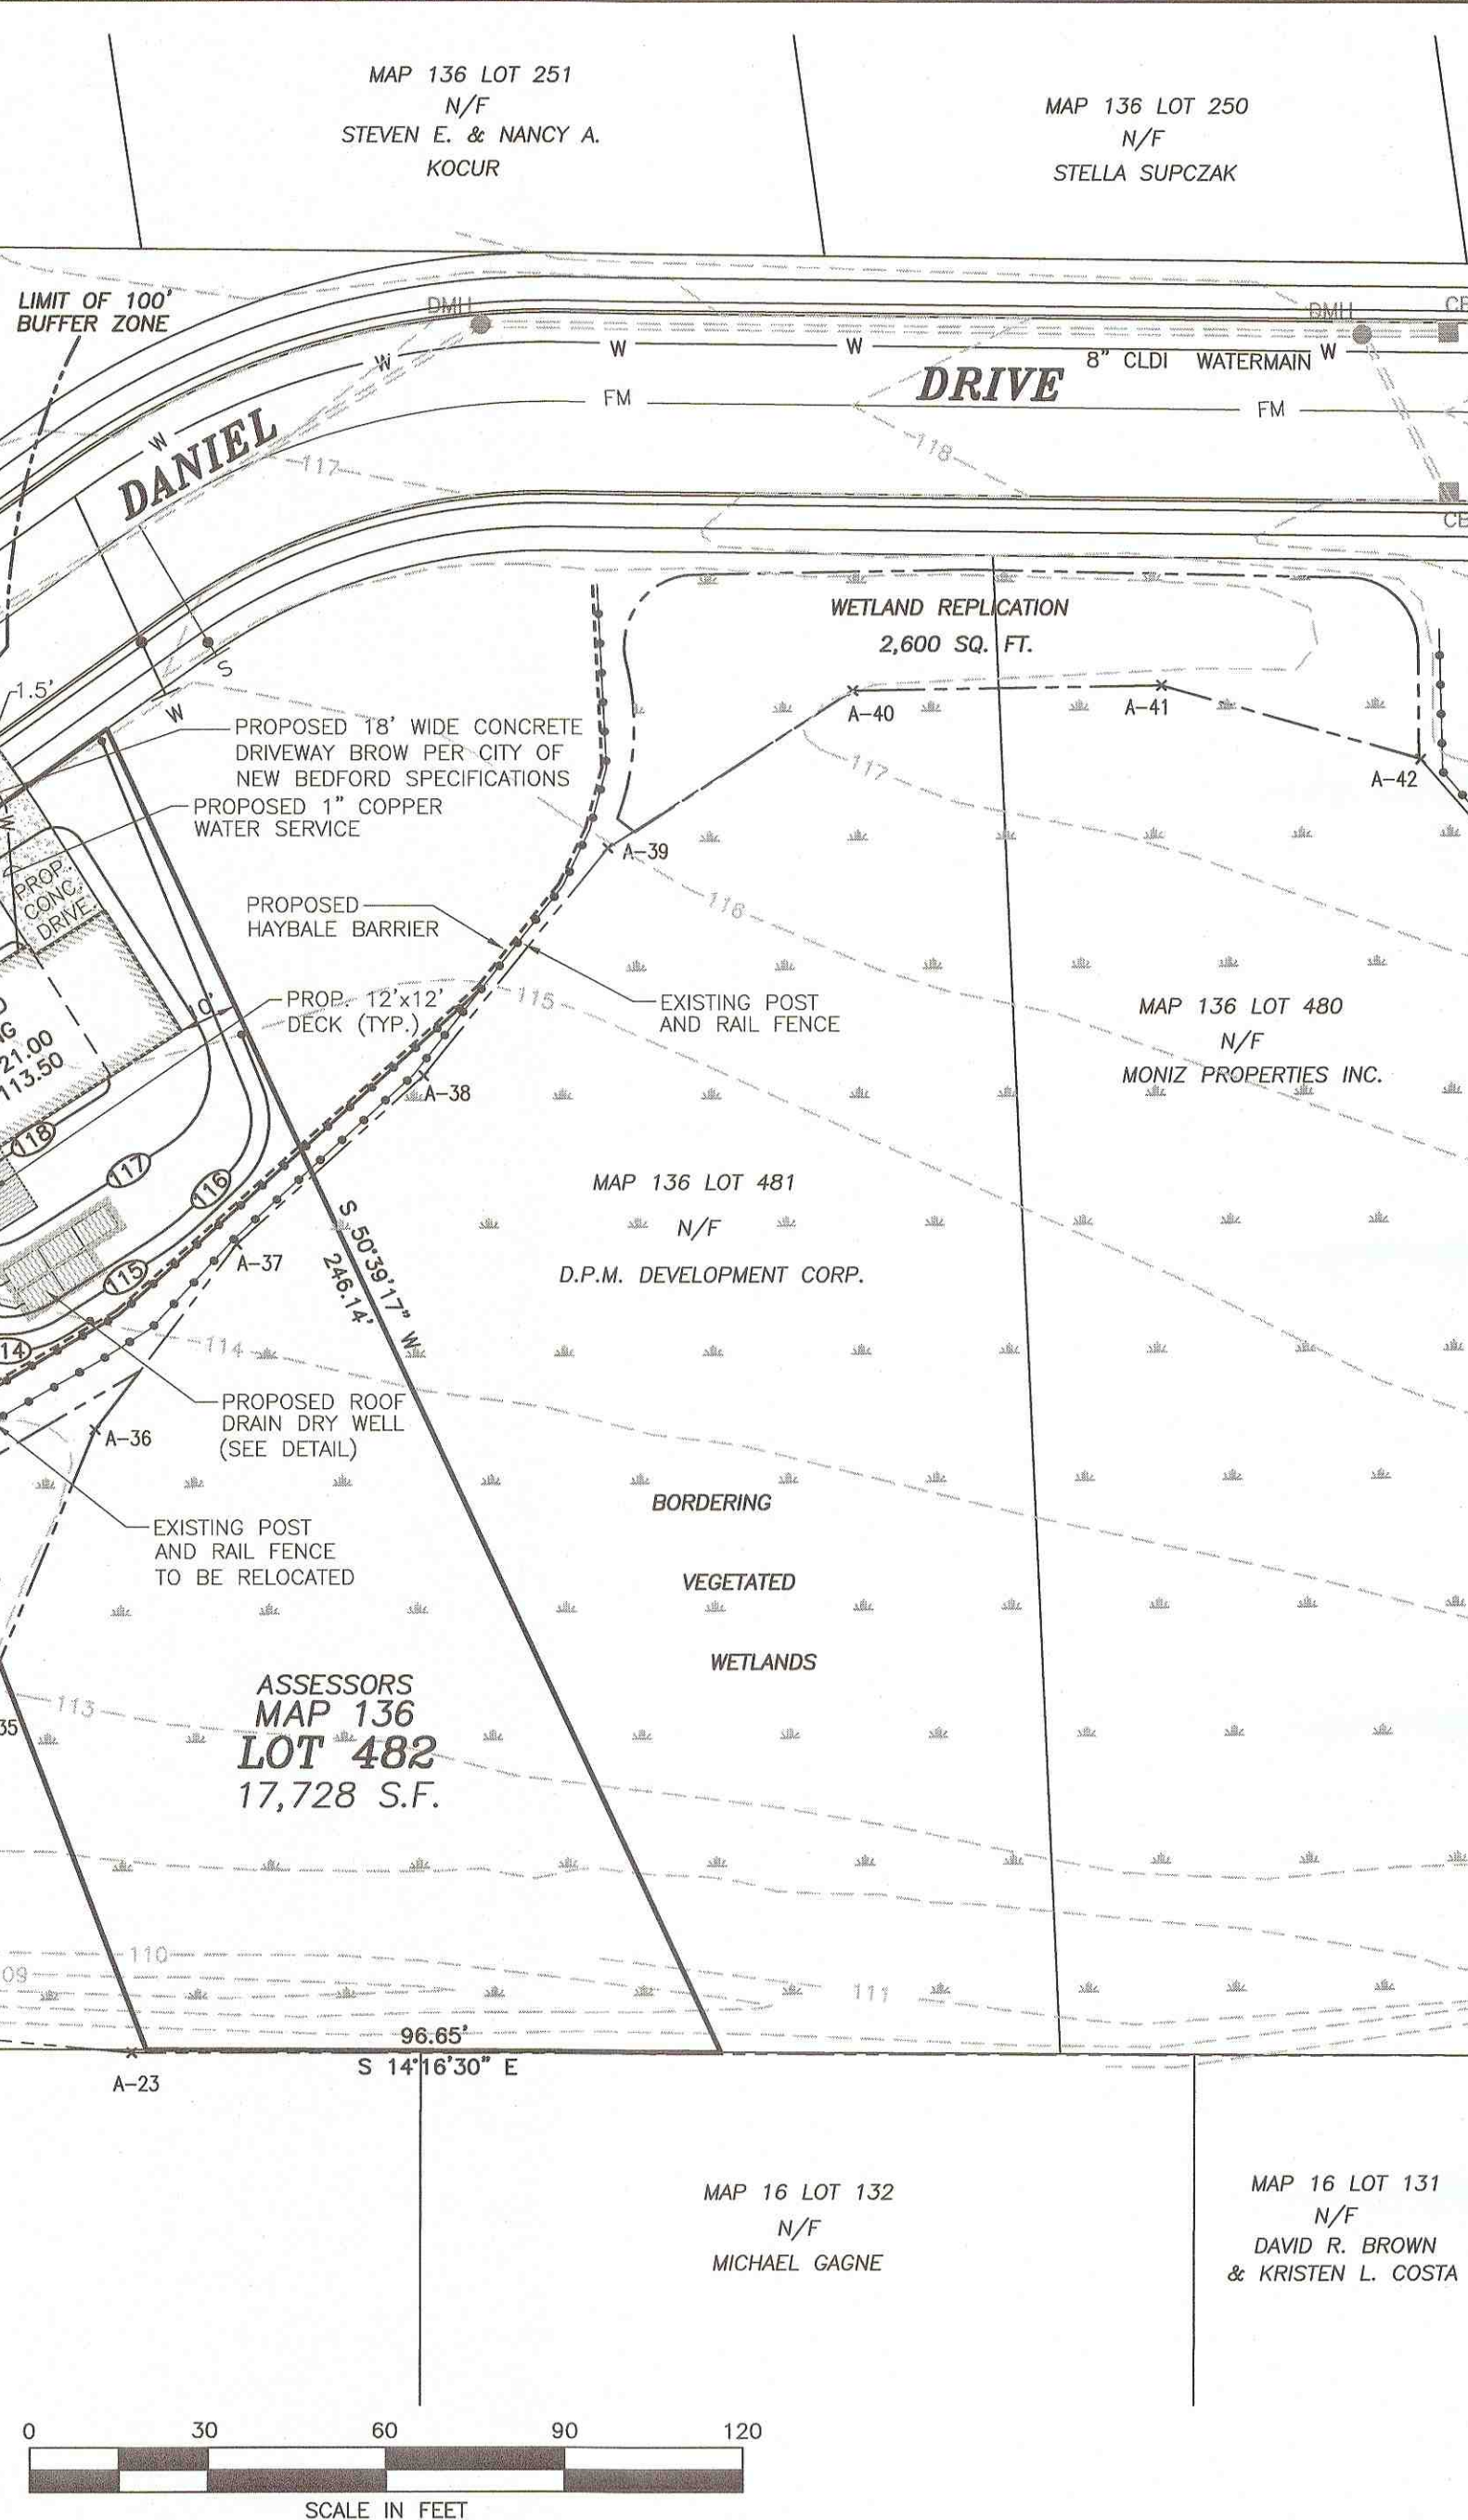 MAP 136 LOT 251
N/F
STEVEN E. & NANCY A.
KOCUR
MAP 136 LOT 250
N/F
STELLA SUPCZAK
LIMIT OF 100'
BUFFER ZONE
DMH
DMH
CB
W
W
W
W
W
8" CLDI WATERMAIN
DANIEL
DRIVE
FM
FM
117
118
CB
WETLAND REPLICATION
2,600 SQ. FT.
S
W
1.5'
A-40
A-41
A-42
PROPOSED 18' WIDE CONCRETE
DRIVEWAY BROW PER CITY OF
NEW BEDFORD SPECIFICATIONS
PROPOSED 1" COPPER
WATER SERVICE
117
W
A-39
PROP.
CONC.
DRIVE
PROPOSED
HAYBALE BARRIER
116
PROP. 12'x12'
DECK (TYP.)
115
EXISTING POST
AND RAIL FENCE
MAP 136 LOT 480
N/F
MONIZ PROPERTIES INC.
21.00
113.50
A-38
118
117
116
115
MAP 136 LOT 481
N/F
D.P.M. DEVELOPMENT CORP.
S 50°39'17" W
246.14'
A-37
14
114
PROPOSED ROOF
DRAIN DRY WELL
(SEE DETAIL)
A-36
EXISTING POST
AND RAIL FENCE
TO BE RELOCATED
BORDERING
VEGETATED
WETLANDS
ASSESSORS
MAP 136
LOT 482
17,728 S.F.
113
35
110
09
111
96.65'
S 14°16'30" E
A-23
MAP 16 LOT 132
N/F
MICHAEL GAGNE
MAP 16 LOT 131
N/F
DAVID R. BROWN
& KRISTEN L. COSTA
0 30 60 90 120
SCALE IN FEET